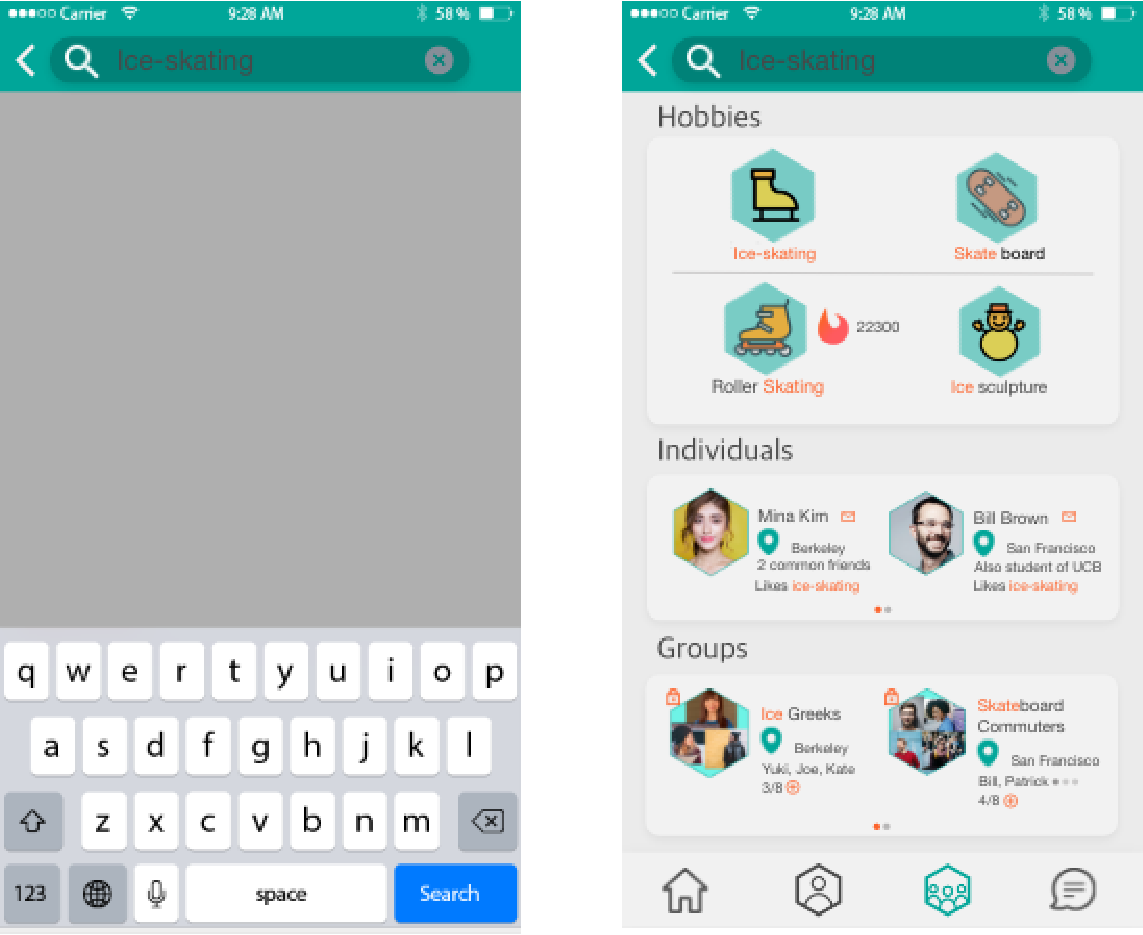 Carrier 9:28 AM 58%
Ice-skating
q w e r t y u i o p
a s d f g h j k l
z x c v b n m
123 space Search
Carrier 9:28 AM 58%
Ice-skating
Hobbies
Ice-skating Skate board
22300
Roller Skating Ice sculpture
Individuals
Mina Kim
Berkeley
2 common friends
Likes ice-skating
Bill Brown
San Francisco
Also student of UCB
Likes ice-skating
Groups
Ice Greeks
Berkeley
Yuki, Joe, Kate
3/8
Skateboard
Commuters
San Francisco
Bill, Patrick
4/8